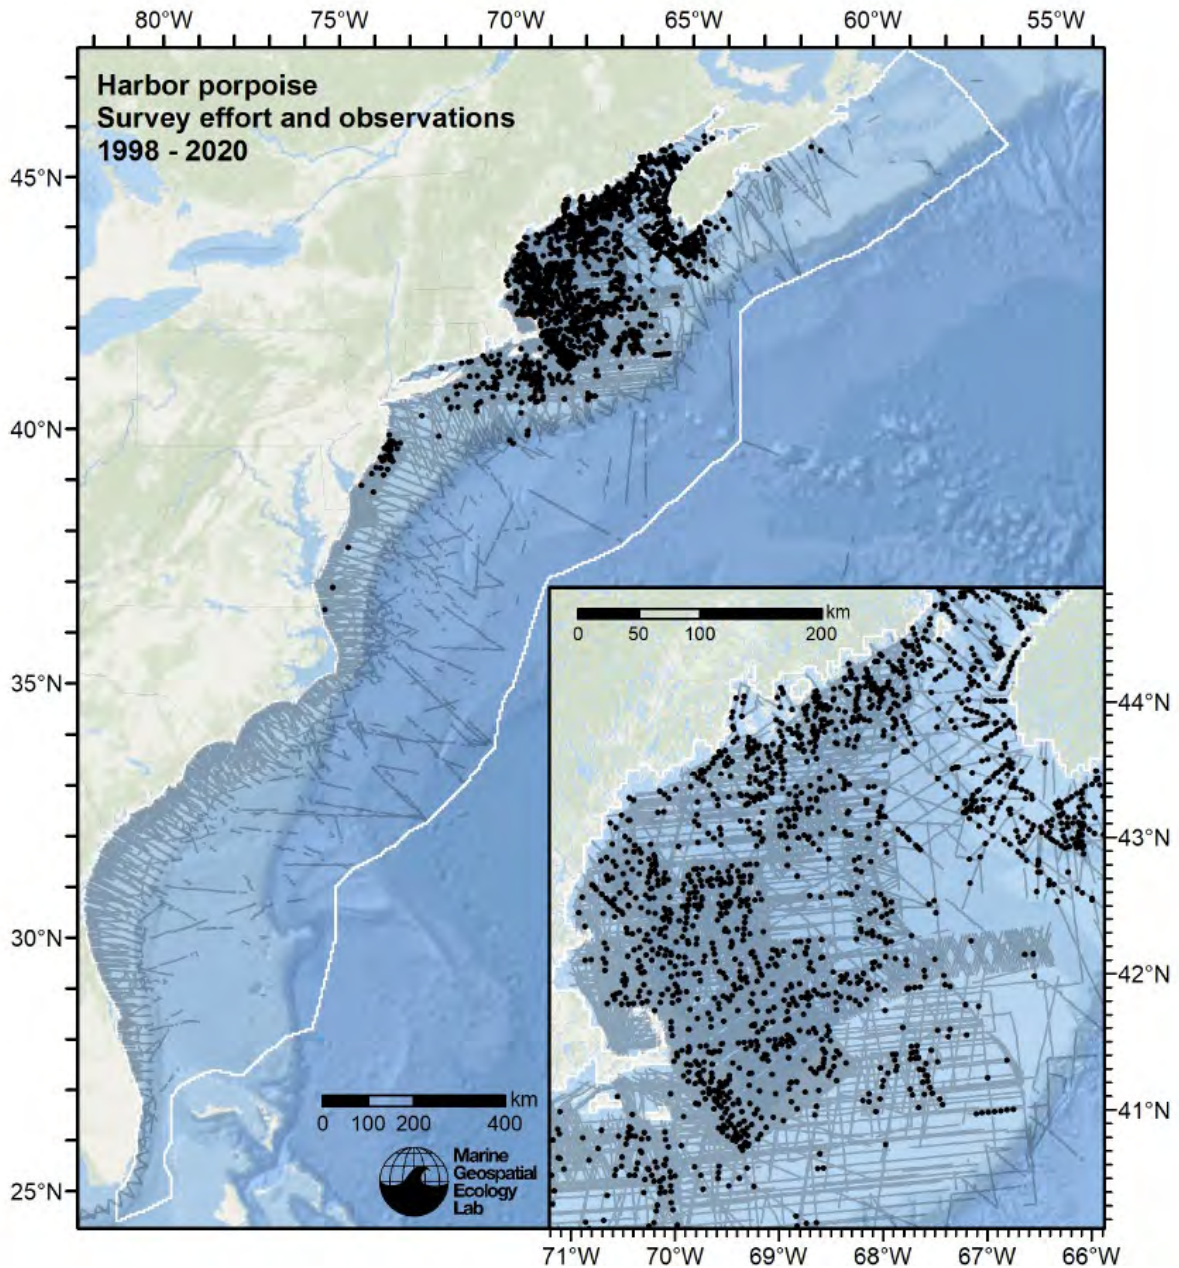 80°W 75°W 70°W 65°W 60°W 55°W
Harbor porpoise
Survey effort and observations
1998 - 2020
45°N
40°N
35°N
30°N
25°N
km
0 50 100 200
44°N
43°N
42°N
41°N
km
0 100 200 400
Marine
Geospatial
Ecology
Lab
71°W 70°W 69°W 68°W 67°W 66°W